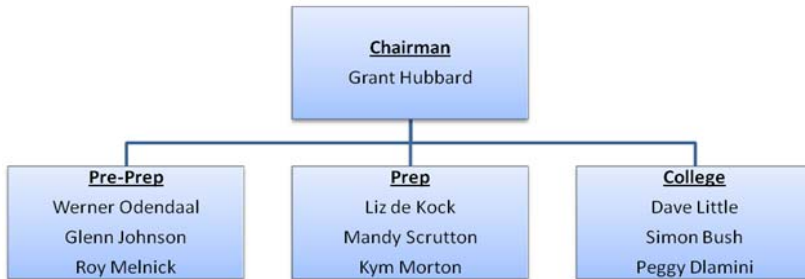 Chairman
Grant Hubbard
Pre-Prep
Werner Odendaal
Glenn Johnson
Roy Melnick
Prep
Liz de Kock
Mandy Scrutton
Kym Morton
College
Dave Little
Simon Bush
Peggy Dlamini